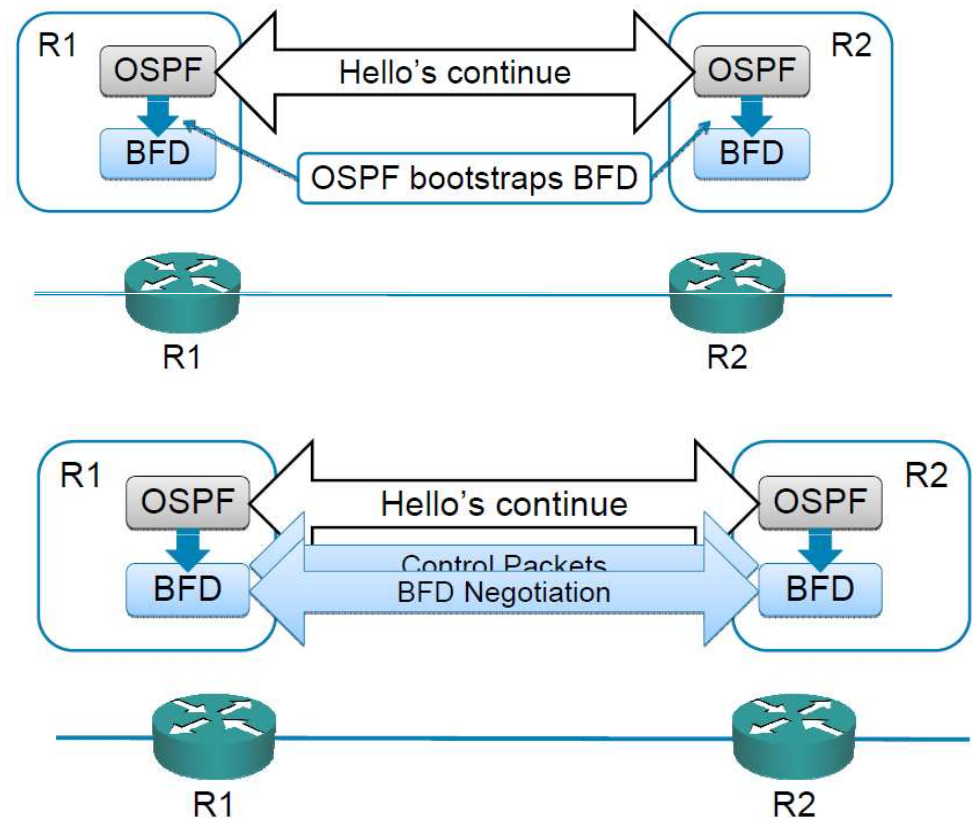 R1
OSPF
Hello's continue
OSPF
R2
BFD
OSPF bootstraps BFD
BFD
R1
R2
R1
OSPF
Hello's continue
OSPF
R2
BFD
Control Packets
BFD Negotiation
BFD
R1
R2